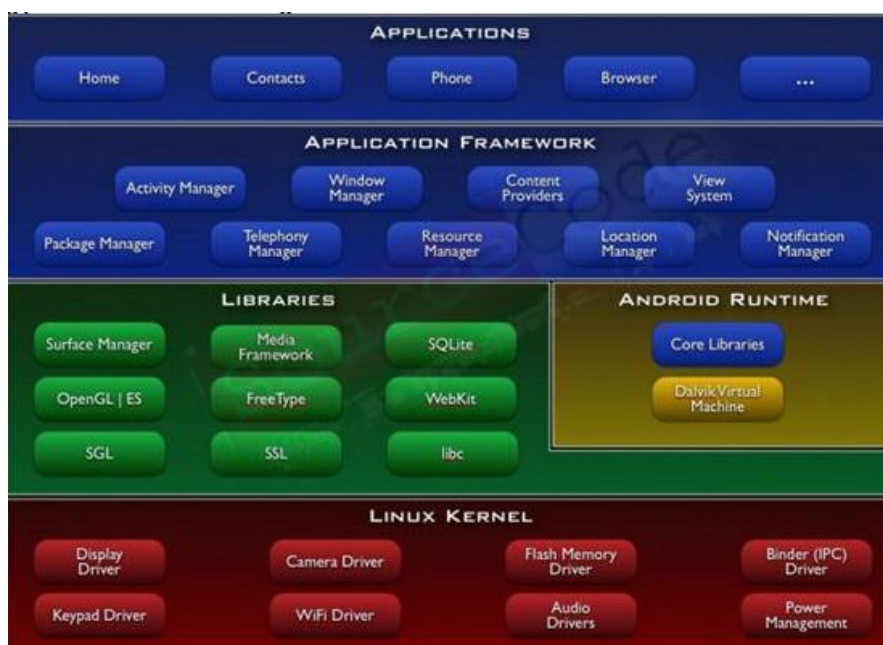 APPLICATIONS
Home
Contacts
Phone
Browser
...
APPLICATION FRAMEWORK
Activity Manager
Window
Manager
Content
Providers
View
System
Package Manager
Telephony
Manager
Resource
Manager
Location
Manager
Notification
Manager
LIBRARIES
Surface Manager
Media
Framework
SQLite
OpenGL | ES
FreeType
WebKit
SGL
SSL
libc
ANDROID RUNTIME
Core Libraries
Dalvik Virtual
Machine
LINUX KERNEL
Display
Driver
Camera Driver
Flash Memory
Driver
Binder (IPC)
Driver
Keypad Driver
WiFi Driver
Audio
Drivers
Power
Management